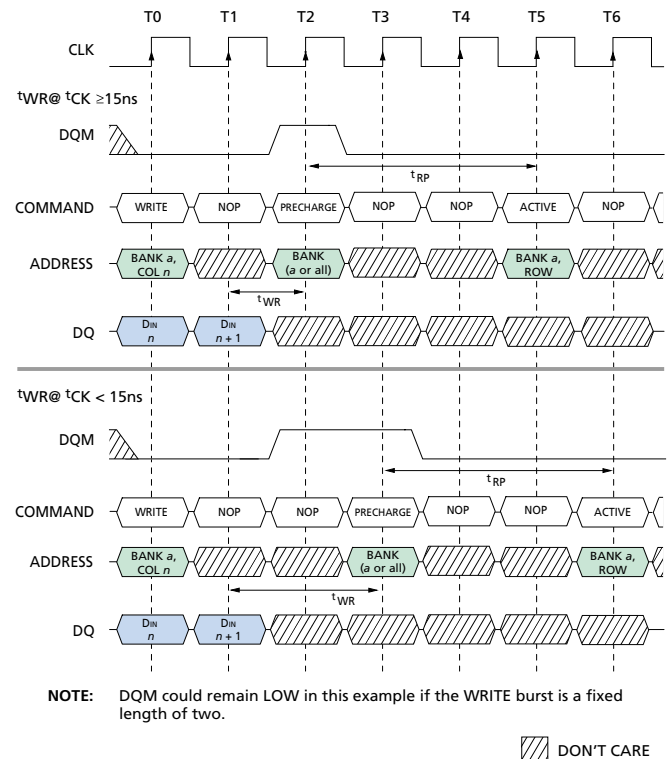 T0 T1 T2 T3 T4 T5 T6
CLK
tWR@ tCK ≥15ns
DQM
tRP
COMMAND WRITE NOP PRECHARGE NOP NOP ACTIVE NOP
ADDRESS BANK a, COL n BANK (a or all) BANK a, ROW
tWR
DQ DIN n DIN n + 1
tWR@ tCK < 15ns
DQM
tRP
COMMAND WRITE NOP NOP PRECHARGE NOP NOP ACTIVE
ADDRESS BANK a, COL n BANK (a or all) BANK a, ROW
tWR
DQ DIN n DIN n + 1
NOTE: DQM could remain LOW in this example if the WRITE burst is a fixed
length of two.
DON'T CARE